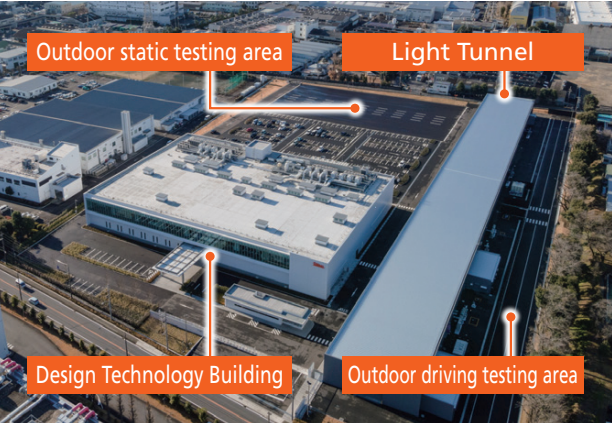 Outdoor static testing area
Light Tunnel
Design Technology Building
Outdoor driving testing area